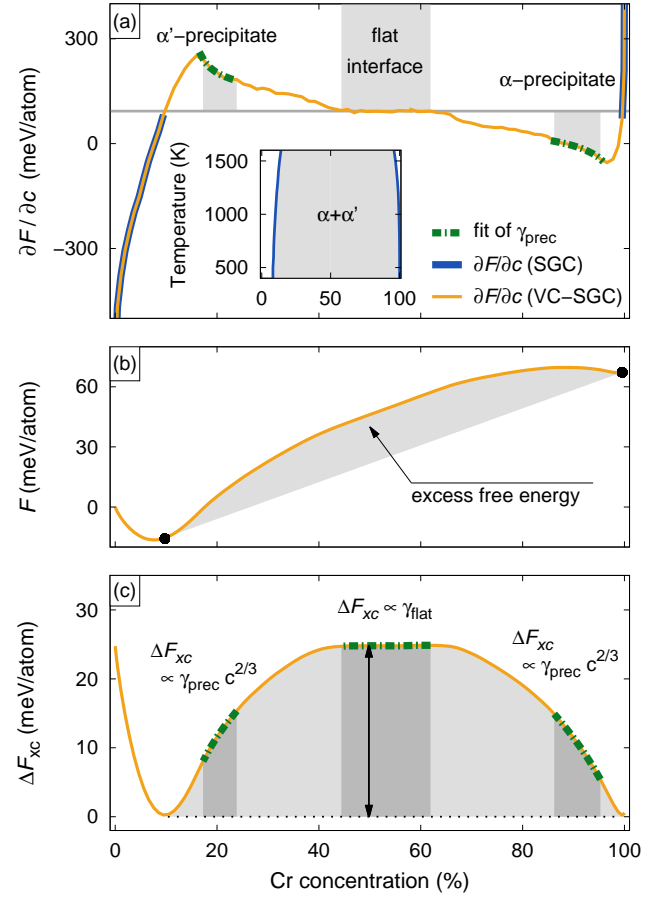 (a)
300
0
−300
∂F / ∂c (meV/atom)
α'−precipitate
flat
interface
α−precipitate
1500
1000
500
Temperature (K)
α+α'
0 100
fit of γprec
∂F/∂c (SGC)
∂F/∂c (VC−SGC)
(b)
60
30
0
F (meV/atom)
excess free energy
(c)
30
20
10
0
ΔFxc (meV/atom)
ΔFxc ∝ γflat
ΔFxc
∝ γprec c2/3
ΔFxc
∝ γprec c2/3
0 20 40 60 80 100
Cr concentration (%)